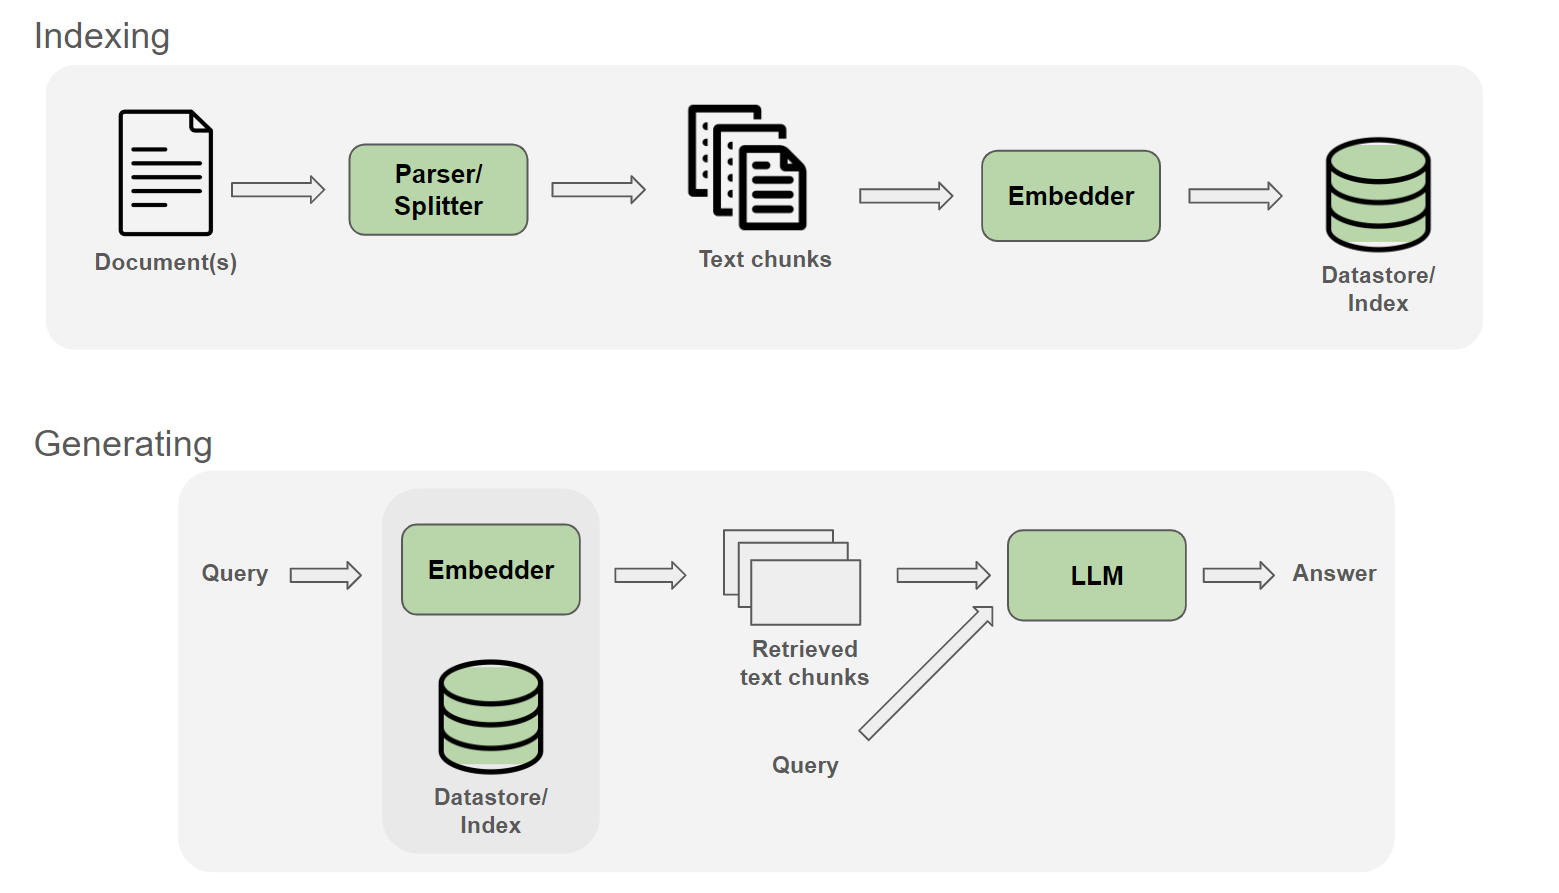 Indexing
Parser/
Splitter
Embedder
Document(s)
Text chunks
Datastore/
Index
Generating
Query
Embedder
LLM
Answer
Retrieved
text chunks
Query
Datastore/
Index